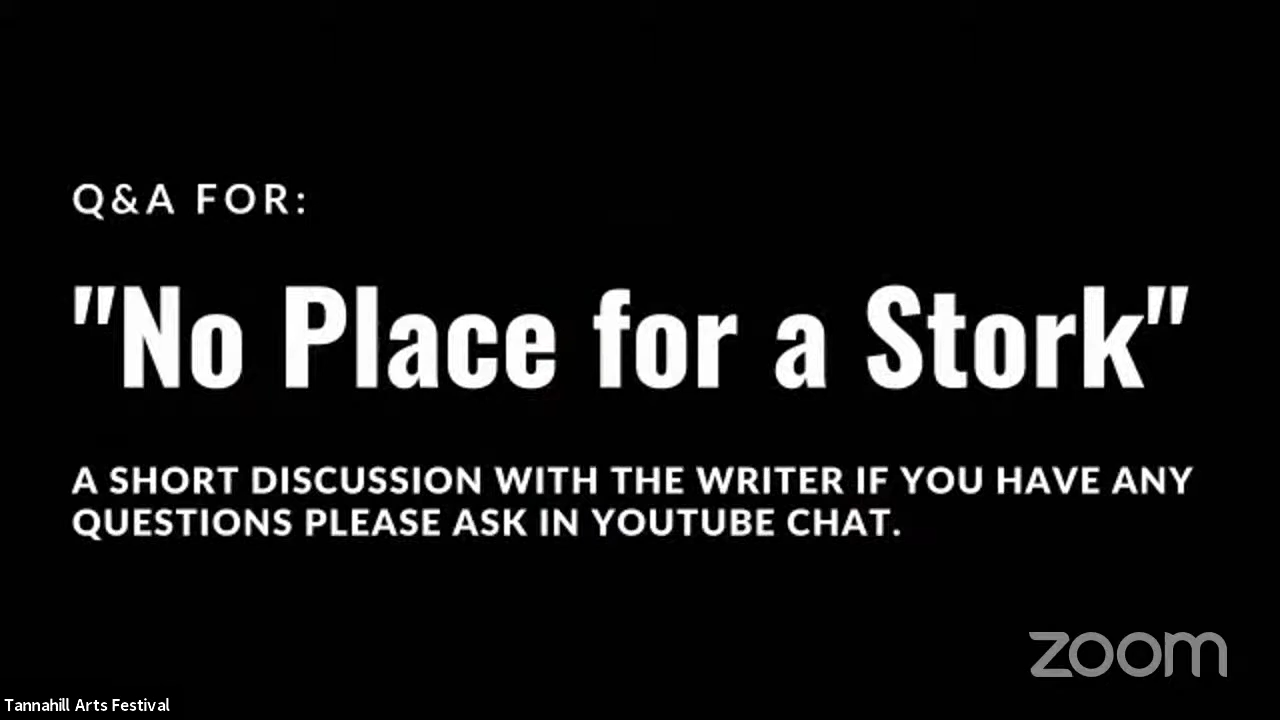 Q&A FOR:
"No Place for a Stork"
A SHORT DISCUSSION WITH THE WRITER IF YOU HAVE ANY
QUESTIONS PLEASE ASK IN YOUTUBE CHAT.
zoom
Tannahill Arts Festival